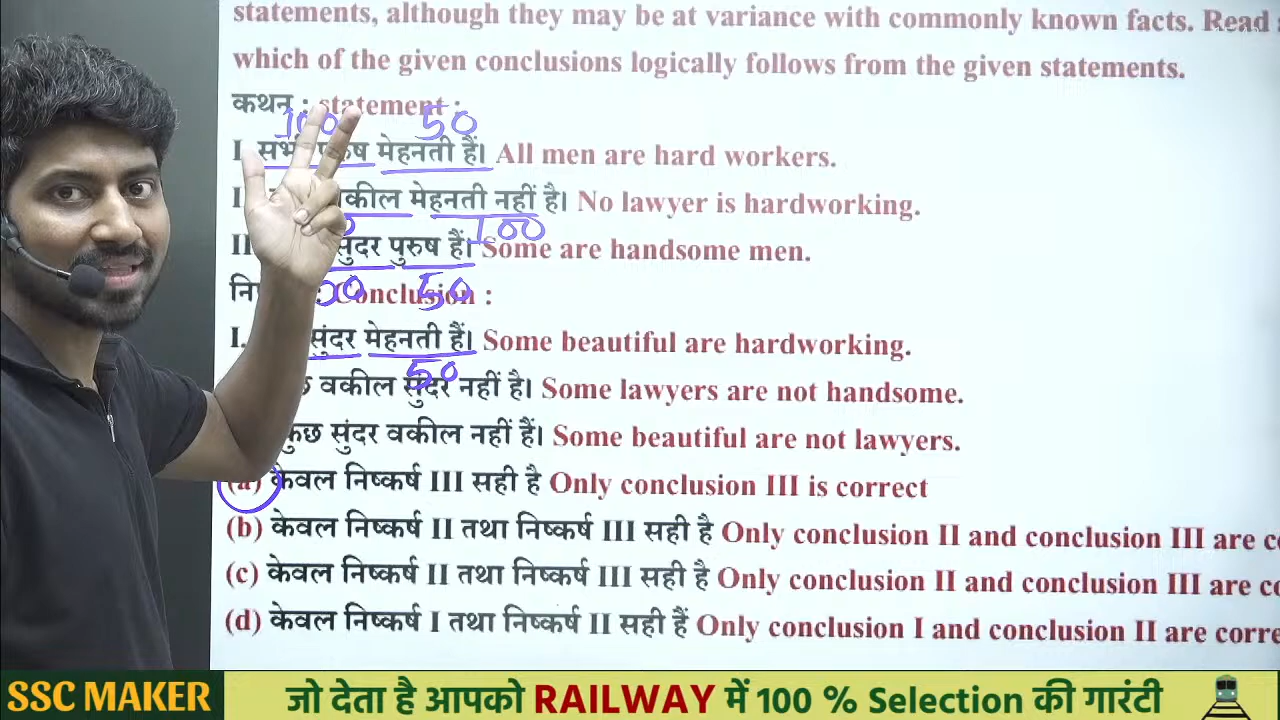 statements, although they may be at variance with commonly known facts. Read
which of the given conclusions logically follows from the given statements.
कथन : statement :
100 50
I सभी पुरुष मेहनती हैं। All men are hard workers.
वकील मेहनती नहीं है। No lawyer is hardworking.
100
सुंदर पुरुष हैं। Some are handsome men.
50
Conclusion :
I. सुंदर मेहनती हैं। Some beautiful are hardworking.
50
वकील सुंदर नहीं है। Some lawyers are not handsome.
कुछ सुंदर वकील नहीं हैं। Some beautiful are not lawyers.
(a) केवल निष्कर्ष III सही है Only conclusion III is correct
(b) केवल निष्कर्ष II तथा निष्कर्ष III सही है Only conclusion II and conclusion III are
(c) केवल निष्कर्ष II तथा निष्कर्ष III सही है Only conclusion II and conclusion III are
(d) केवल निष्कर्ष I तथा निष्कर्ष II सही हैं Only conclusion I and conclusion II are
SSC MAKER जो देता है आपको RAILWAY में 100 % Selection की गारंटी